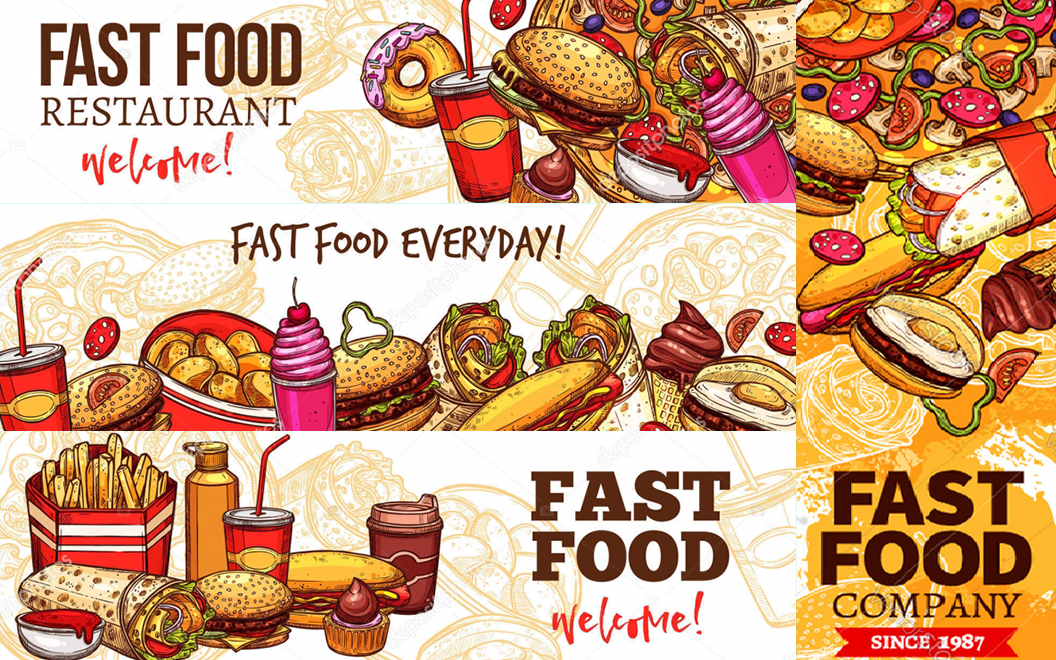 FAST FOOD
RESTAURANT
welcome!
FAST FOOD EVERYDAY!
FAST
FOOD
welcome!
FAST
FOOD
COMPANY
SINCE 1987